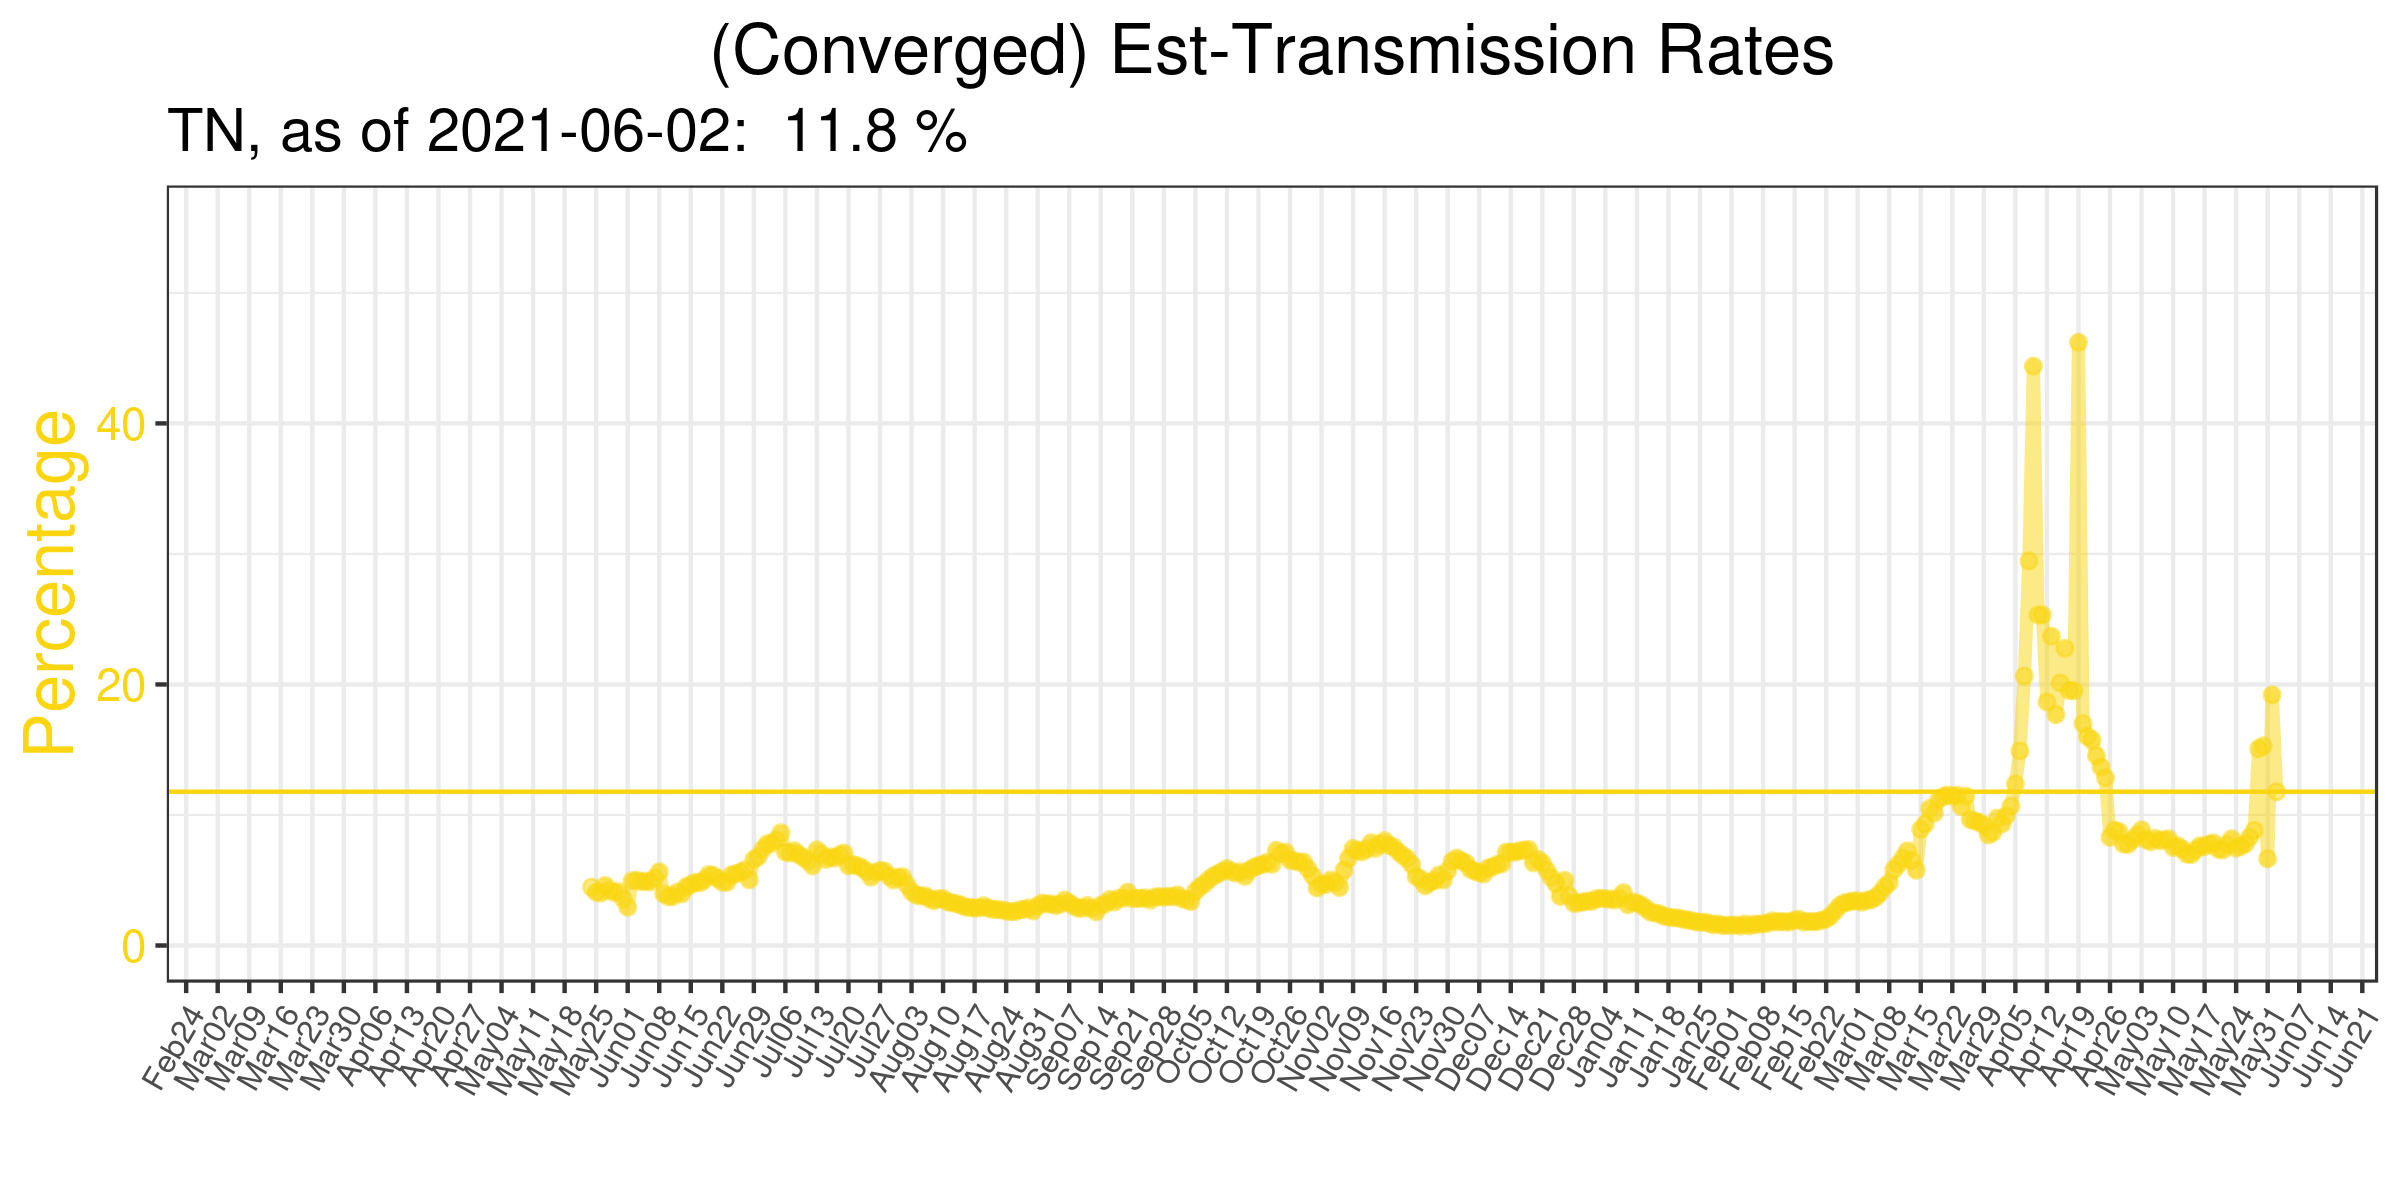 (Converged) Est-Transmission Rates
TN, as of 2021-06-02:  11.8 %
Percentage
40
20
0
Feb24
Mar02
Mar09
Mar16
Mar23
Mar30
Apr06
Apr13
Apr20
Apr27
May04
May11
May18
May25
Jun01
Jun08
Jun15
Jun22
Jun29
Jul06
Jul13
Jul20
Jul27
Aug03
Aug10
Aug17
Aug24
Aug31
Sep07
Sep14
Sep21
Sep28
Oct05
Oct12
Oct19
Oct26
Nov02
Nov09
Nov16
Nov23
Nov30
Dec07
Dec14
Dec21
Dec28
Jan04
Jan11
Jan18
Jan25
Feb01
Feb08
Feb15
Feb22
Mar01
Mar08
Mar15
Mar22
Mar29
Apr05
Apr12
Apr19
Apr26
May03
May10
May17
May24
May31
Jun07
Jun14
Jun21